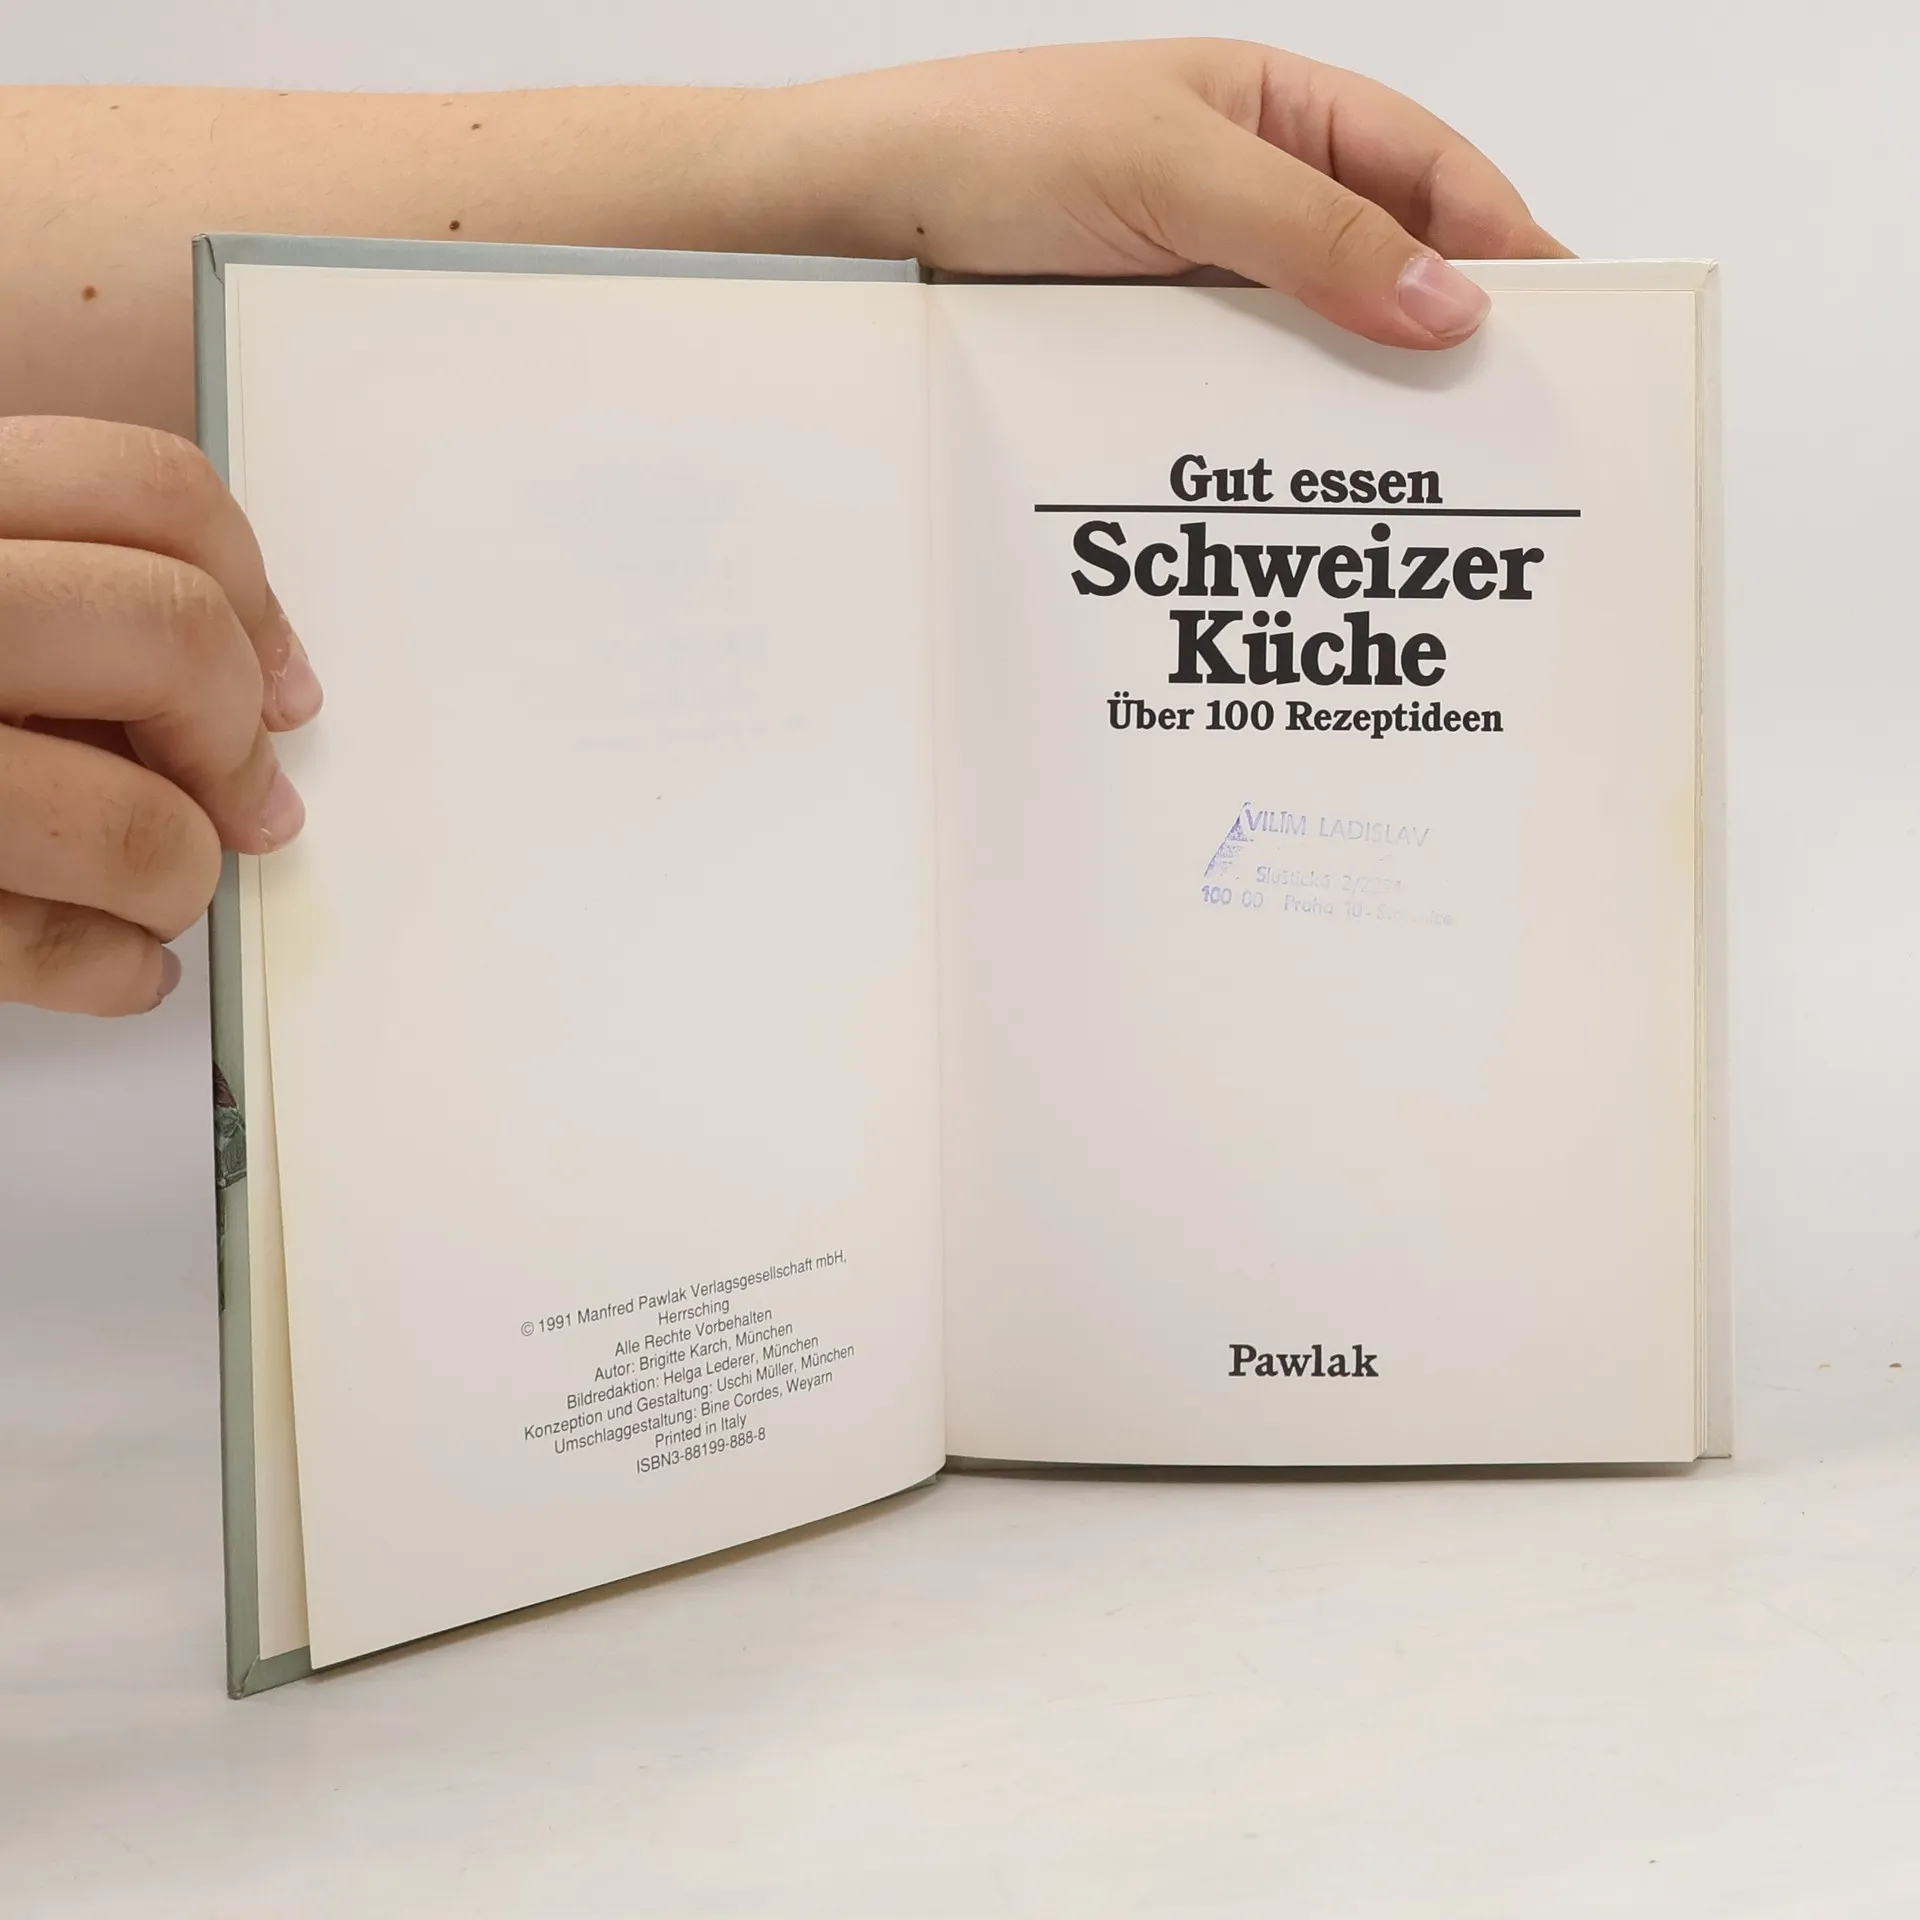 © 1991 Manfred Pawlak Verlagsgesellschaft mbH,
Herrsching
Alle Rechte Vorbehalten
Autor: Brigitte Karch, München
Bildredaktion: Helga Lederer, München
Konzeption und Gestaltung: Uschi Müller, München
Umschlaggestaltung: Bine Cordes, Weyarn
Printed in Italy
ISBN3-88199-888-8
Gut essen
Schweizer
Küche
Über 100 Rezeptideen
VILÍM LADISLAV
100 00 Praha 10 -
Pawlak